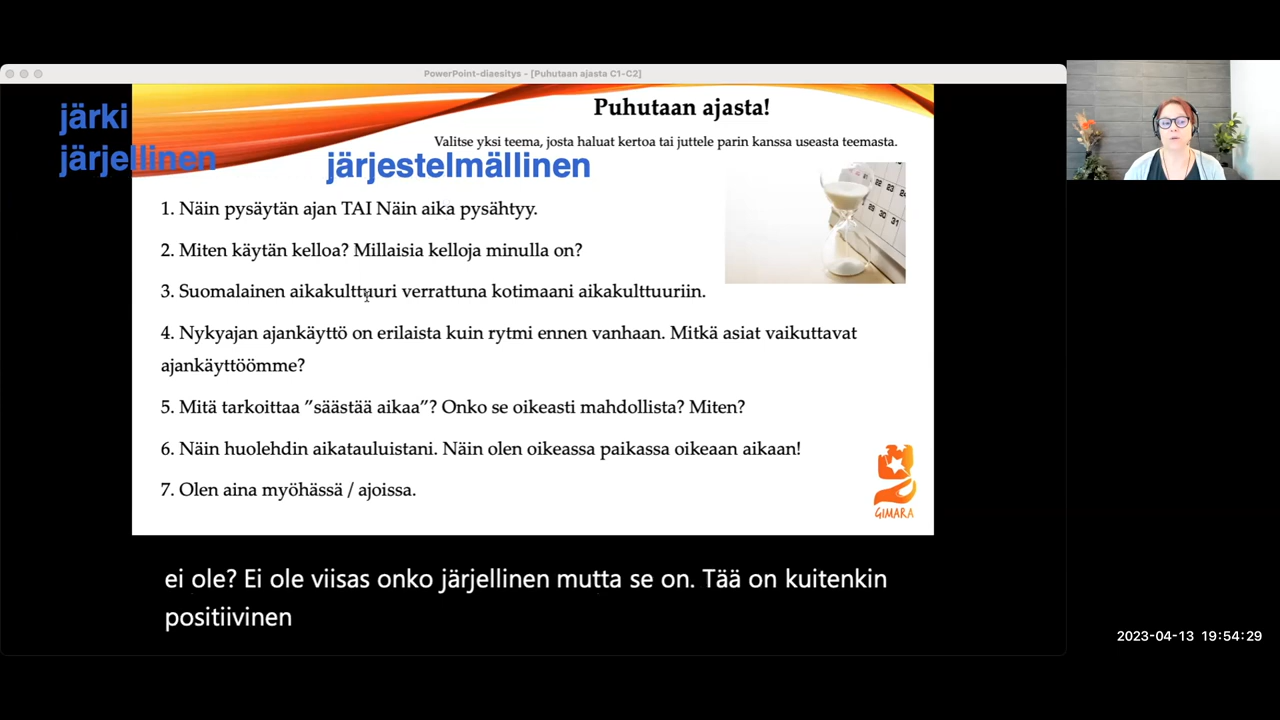 PowerPoint-diaesitys - [Puhutaan ajasta C1-C2]
järki
järjellinen
Puhutaan ajasta!
Valitse yksi teema, josta haluat kertoa tai juttele parin kanssa useasta teemasta.
järjestelmällinen
1. Näin pysäytän ajan TAI Näin aika pysähtyy.
2. Miten käytän kelloa? Millaisia kelloja minulla on?
3. Suomalainen aikakulttuuri verrattuna kotimaani aikakulttuuriin.
4. Nykyajan ajankäyttö on erilaista kuin rytmi ennen vanhaan. Mitkä asiat vaikuttavat
ajankäyttöömme?
5. Mitä tarkoittaa ”säästää aikaa”? Onko se oikeasti mahdollista? Miten?
6. Näin huolehdin aikatauluistani. Näin olen oikeassa paikassa oikeaan aikaan!
7. Olen aina myöhässä / ajoissa.
GIMARA
ei ole? Ei ole viisas onko järjellinen mutta se on. Tää on kuitenkin
positiivinen
2023-04-13 19:54:29